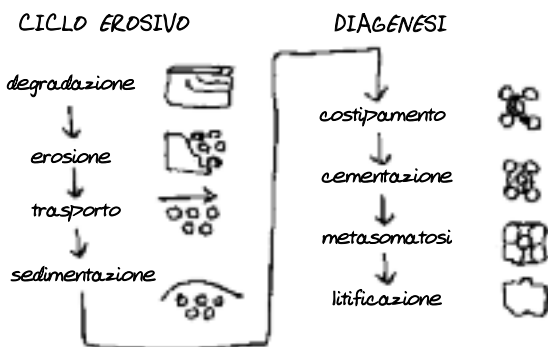 CICLO EROSIVO
degradazione
erosione
trasporto
sedimentazione
DIAGENESI
costipamento
cementazione
metasomatosi
litificazione